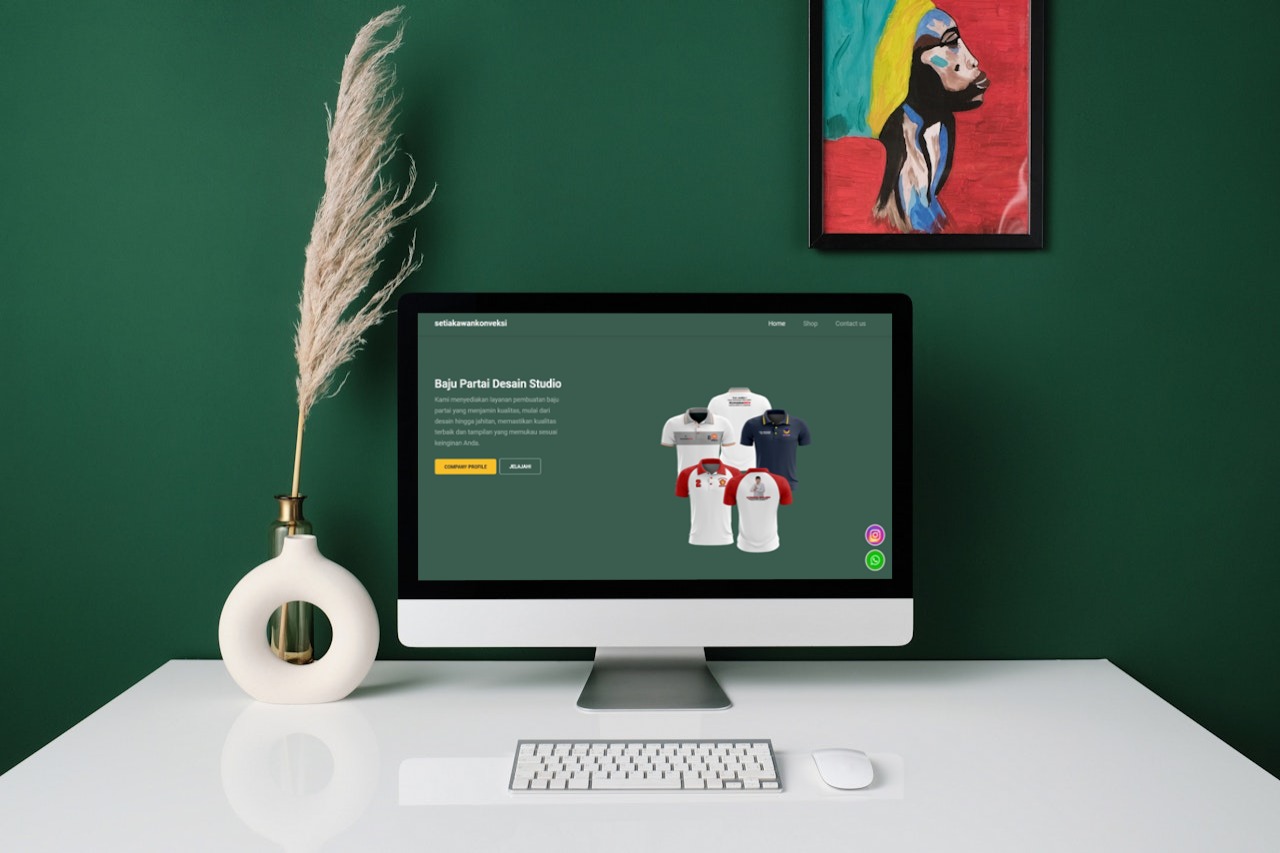 setiakawankonveksi
Home Shop Contact us
Baju Partai Desain Studio
Kami menyediakan layanan pembuatan baju
partai yang menjamin kualitas, mulai dari
desain hingga jahitan, memastikan kualitas
terbaik dan tampilan yang memukau sesuai
keinginan Anda.
COMPANY PROFILE JELAJAHI